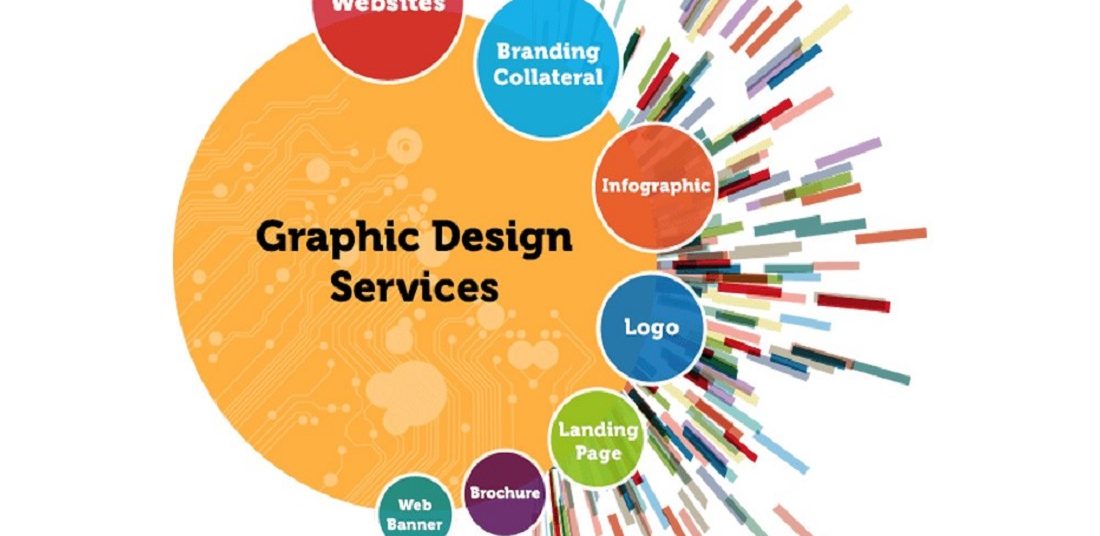 Websites
Branding
Collateral
Infographic
Graphic Design
Services
Logo
Landing
Page
Brochure
Web
Banner